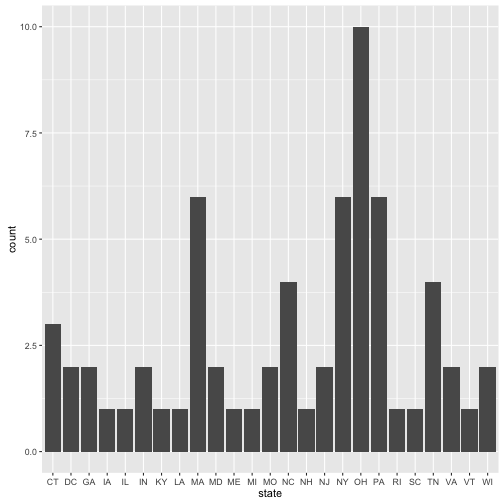 10.0
7.5
5.0
2.5
0.0
count
CT DC GA IA IL IN KY LA MA MD ME MI MO NC NH NJ NY OH PA RI SC TN VA VT WI
state